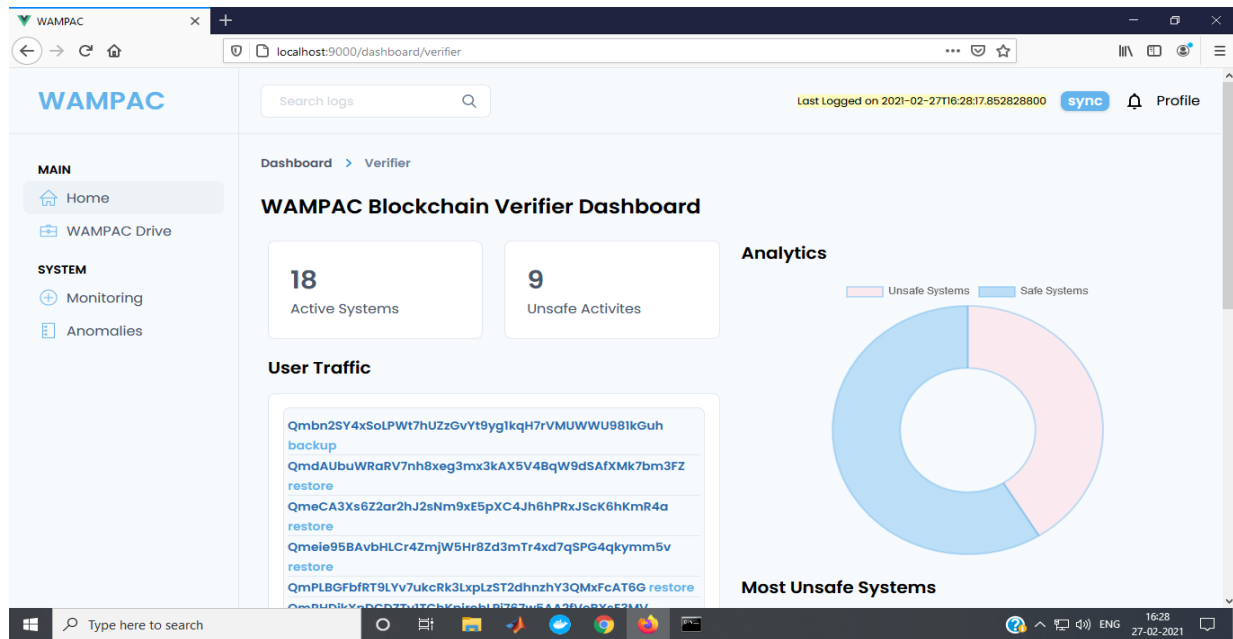 WAMPAC
localhost:9000/dashboard/verifier
WAMPAC
Search logs
Last Logged on 2021-02-27T16:28:17.852828800
sync
Profile
MAIN
Home
WAMPAC Drive
SYSTEM
Monitoring
Anomalies
Dashboard > Verifier
WAMPAC Blockchain Verifier Dashboard
18
Active Systems
9
Unsafe Activites
User Traffic
Qmbn2SY4xSoLPWt7hUZzGvYt9yg1kqH7rVMUWWU981kGuh
backup
QmdAUbuWRaRV7nh8xeg3mx3kAX5V4BqW9dSAfXMk7bm3FZ
restore
QmeCA3Xs6Z2ar2hJ2sNm9xE5pXC4Jh6hPRxJScK6hKmR4a
restore
Qmeie95BAvbHLCr4ZmjW5Hr8Zd3mTr4xd7qSPG4qkymm5v
restore
QmPLBGFbfRT9LYv7ukcRk3LxpLzST2dhnzhY3QMxFcAT6G restore
Analytics
Unsafe Systems
Safe Systems
Most Unsafe Systems
Type here to search
ENG
16:28
27-02-2021